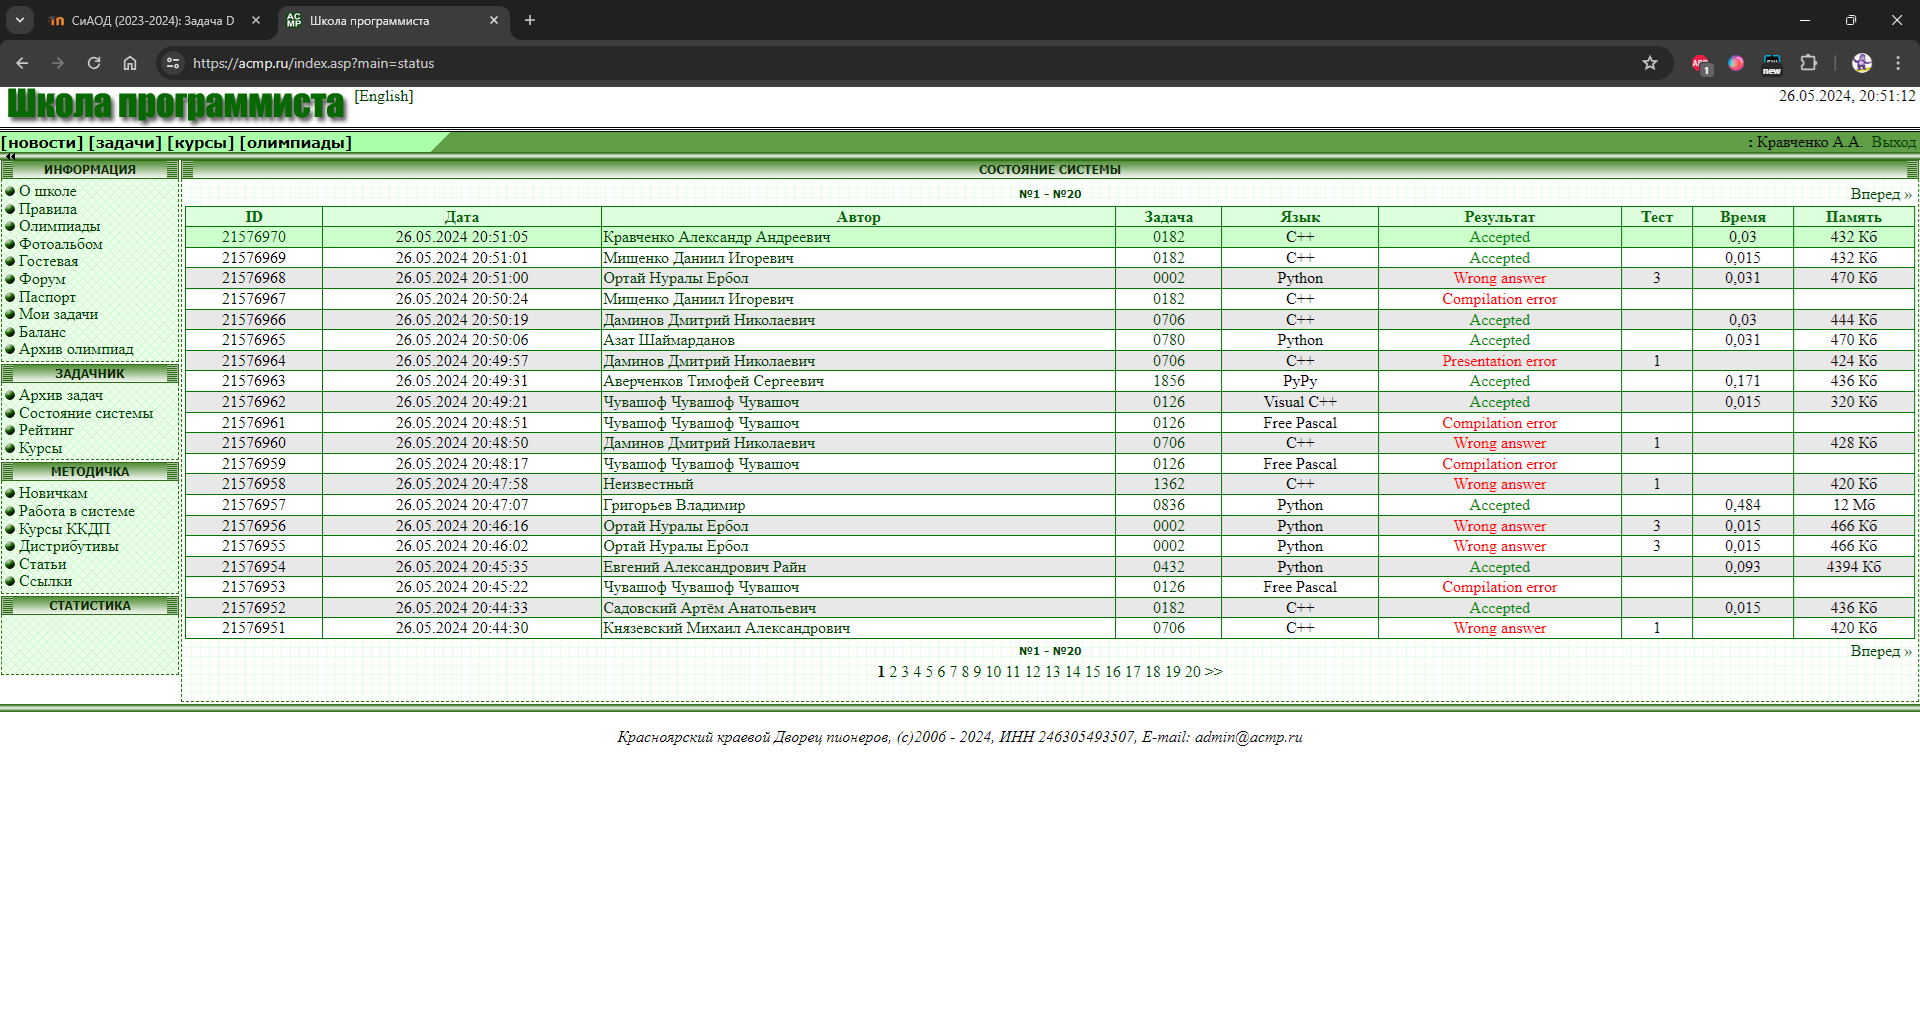 СиАОД (2023-2024): Задача D
Школа программиста
https://acmp.ru/index.asp?main=status
1
new
Школа программиста [English] 26.05.2024, 20:51:12
[новости] [задачи] [курсы] [олимпиады] : Кравченко А.А. Выход
ИНФОРМАЦИЯ
О школе
Правила
Олимпиады
Фотоальбом
Гостевая
Форум
Паспорт
Мои задачи
Баланс
Архив олимпиад
ЗАДАЧНИК
Архив задач
Состояние системы
Рейтинг
Курсы
МЕТОДИЧКА
Новичкам
Работа в системе
Курсы ККДП
Дистрибутивы
Статьи
Ссылки
СТАТИСТИКА
СОСТОЯНИЕ СИСТЕМЫ
№1 - №20 Вперед »
ID Дата Автор Задача Язык Результат Тест Время Память
21576970 26.05.2024 20:51:05 Кравченко Александр Андреевич 0182 C++ Accepted 0,03 432 Кб
21576969 26.05.2024 20:51:01 Мищенко Даниил Игоревич 0182 C++ Accepted 0,015 432 Кб
21576968 26.05.2024 20:51:00 Ортай Нуралы Ербол 0002 Python Wrong answer 3 0,031 470 Кб
21576967 26.05.2024 20:50:24 Мищенко Даниил Игоревич 0182 C++ Compilation error
21576966 26.05.2024 20:50:19 Даминов Дмитрий Николаевич 0706 C++ Accepted 0,03 444 Кб
21576965 26.05.2024 20:50:06 Азат Шаймарданов 0780 Python Accepted 0,031 470 Кб
21576964 26.05.2024 20:49:57 Даминов Дмитрий Николаевич 0706 C++ Presentation error 1 424 Кб
21576963 26.05.2024 20:49:31 Аверченков Тимофей Сергеевич 1856 PyPy Accepted 0,171 436 Кб
21576962 26.05.2024 20:49:21 Чувашоф Чувашоф Чувашоч 0126 Visual C++ Accepted 0,015 320 Кб
21576961 26.05.2024 20:48:51 Чувашоф Чувашоф Чувашоч 0126 Free Pascal Compilation error
21576960 26.05.2024 20:48:50 Даминов Дмитрий Николаевич 0706 C++ Wrong answer 1 428 Кб
21576959 26.05.2024 20:48:17 Чувашоф Чувашоф Чувашоч 0126 Free Pascal Compilation error
21576958 26.05.2024 20:47:58 Неизвестный 1362 C++ Wrong answer 1 420 Кб
21576957 26.05.2024 20:47:07 Григорьев Владимир 0836 Python Accepted 0,484 12 Мб
21576956 26.05.2024 20:46:16 Ортай Нуралы Ербол 0002 Python Wrong answer 3 0,015 466 Кб
21576955 26.05.2024 20:46:02 Ортай Нуралы Ербол 0002 Python Wrong answer 3 0,015 466 Кб
21576954 26.05.2024 20:45:35 Евгений Александрович Райн 0432 Python Accepted 0,093 4394 Кб
21576953 26.05.2024 20:45:22 Чувашоф Чувашоф Чувашоч 0126 Free Pascal Compilation error
21576952 26.05.2024 20:44:33 Садовский Артём Анатольевич 0182 C++ Accepted 0,015 436 Кб
21576951 26.05.2024 20:44:30 Князевский Михаил Александрович 0706 C++ Wrong answer 1 420 Кб
№1 - №20 Вперед »
1 2 3 4 5 6 7 8 9 10 11 12 13 14 15 16 17 18 19 20 >>
Красноярский краевой Дворец пионеров, (c)2006 - 2024, ИНН 246305493507, E-mail: admin@acmp.ru